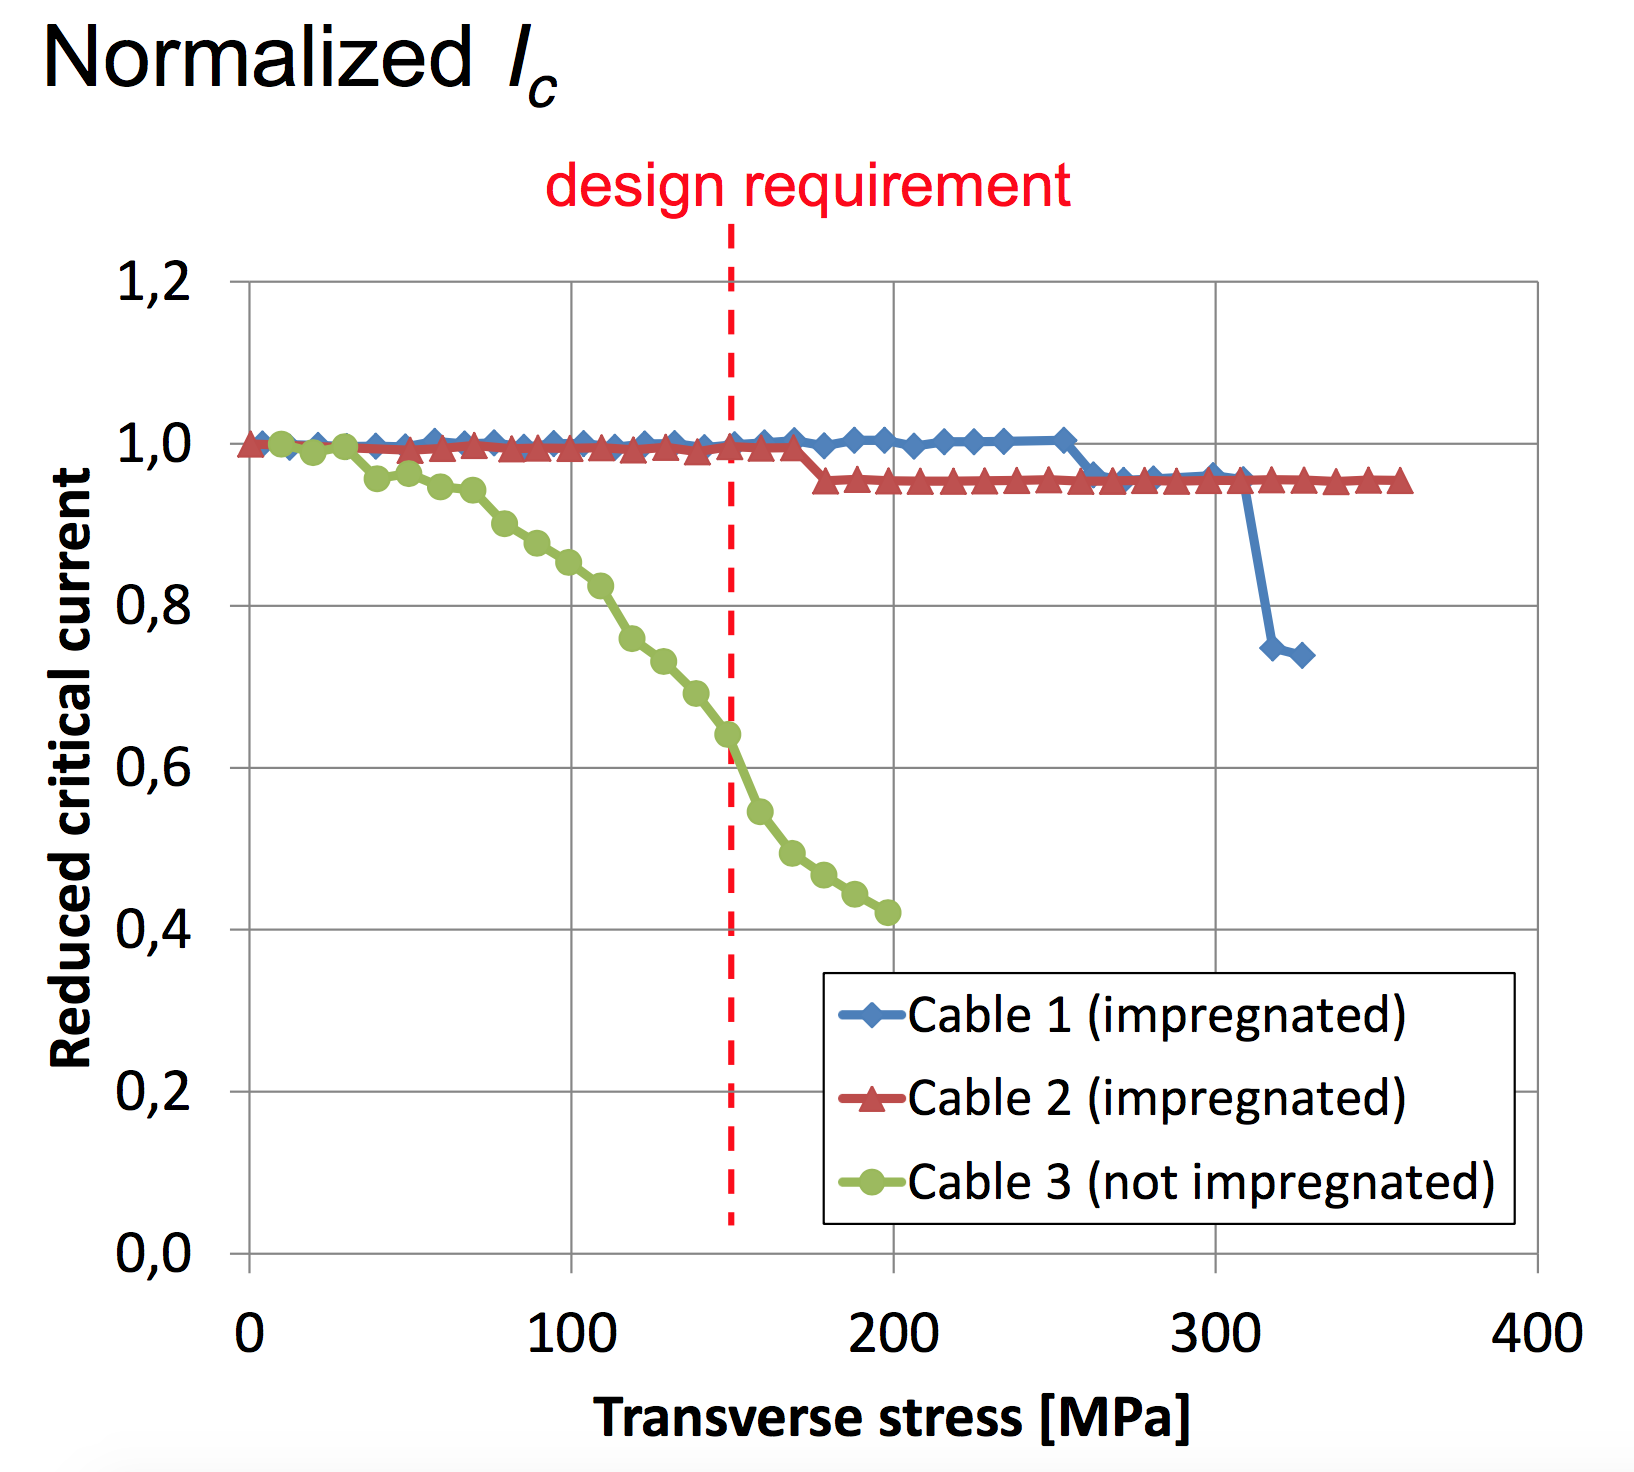 Normalized Ic
design requirement
1,2
1,0
0,8
0,6
0,4
0,2
0,0
Reduced critical current
Cable 1 (impregnated)
Cable 2 (impregnated)
Cable 3 (not impregnated)
0 100 200 300 400
Transverse stress [MPa]